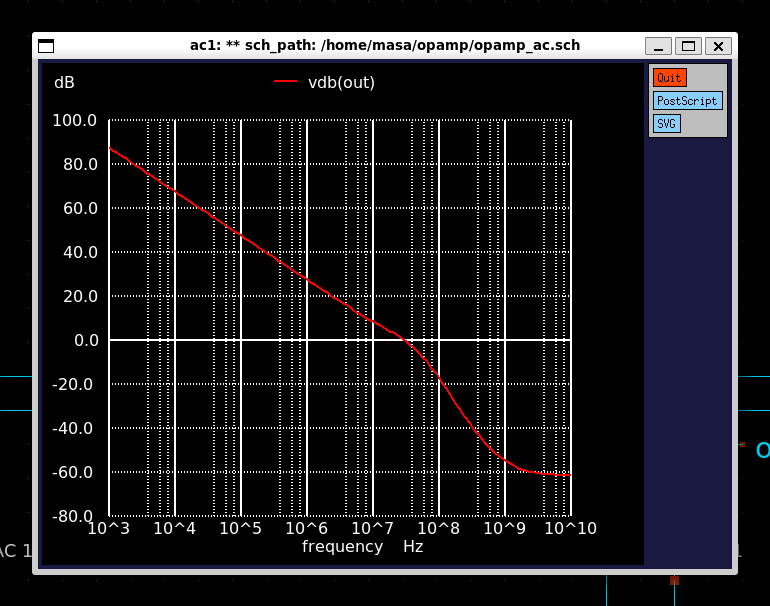 ac1: ** sch_path: /home/masa/opamp/opamp_ac.sch
Quit
PostScript
SVG
dB
vdb(out)
100.0
80.0
60.0
40.0
20.0
0.0
-20.0
-40.0
-60.0
-80.0
10^3 10^4 10^5 10^6 10^7 10^8 10^9 10^10
frequency Hz
AC 1